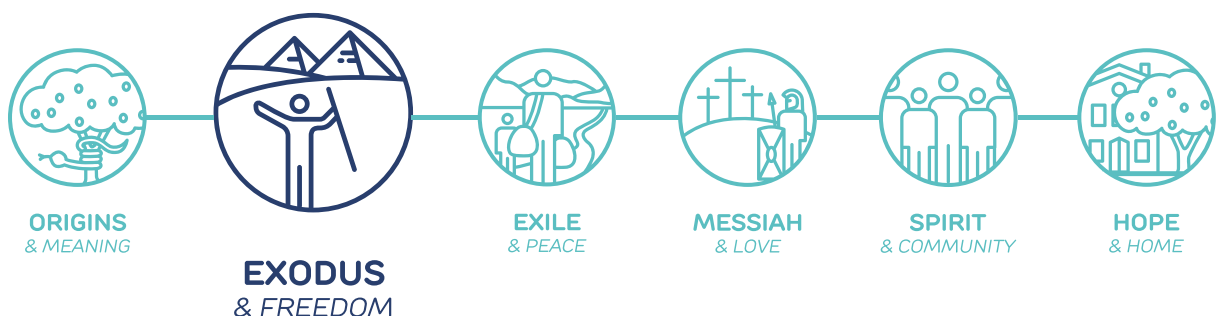 ORIGINS
& MEANING
EXODUS
& FREEDOM
EXILE
& PEACE
MESSIAH
& LOVE
SPIRIT
& COMMUNITY
HOPE
& HOME